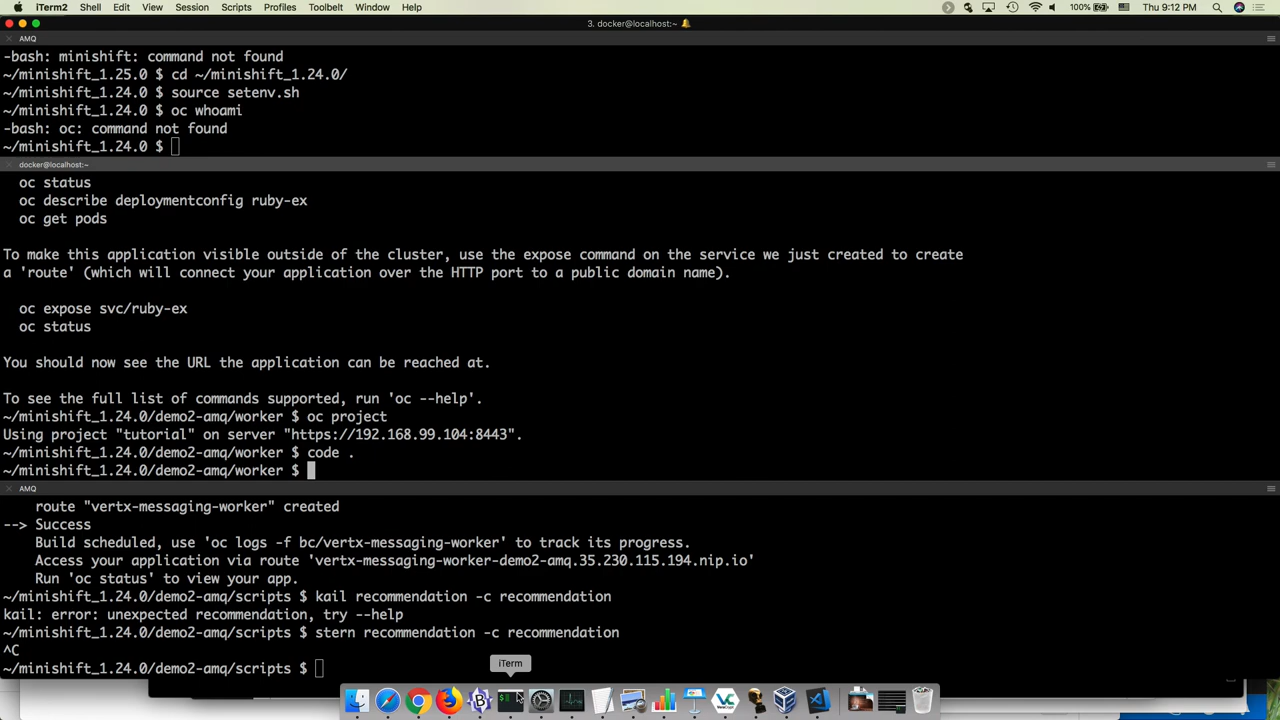 iTerm2 Shell Edit View Session Scripts Profiles Toolbelt Window Help 100% Thu 9:12 PM
3. docker@localhost:~
AMQ
-bash: minishift: command not found
~/minishift_1.25.0 $ cd ~/minishift_1.24.0/
~/minishift_1.24.0 $ source setenv.sh
~/minishift_1.24.0 $ oc whoami
-bash: oc: command not found
~/minishift_1.24.0 $
docker@localhost:~
oc status
oc describe deploymentconfig ruby-ex
oc get pods
To make this application visible outside of the cluster, use the expose command on the service we just created to create
a 'route' (which will connect your application over the HTTP port to a public domain name).
oc expose svc/ruby-ex
oc status
You should now see the URL the application can be reached at.
To see the full list of commands supported, run 'oc --help'.
~/minishift_1.24.0/demo2-amq/worker $ oc project
Using project "tutorial" on server "https://192.168.99.104:8443".
~/minishift_1.24.0/demo2-amq/worker $ code .
~/minishift_1.24.0/demo2-amq/worker $
AMQ
route "vertx-messaging-worker" created
--> Success
Build scheduled, use 'oc logs -f bc/vertx-messaging-worker' to track its progress.
Access your application via route 'vertx-messaging-worker-demo2-amq.35.230.115.194.nip.io'
Run 'oc status' to view your app.
~/minishift_1.24.0/demo2-amq/scripts $ kail recommendation -c recommendation
kail: error: unexpected recommendation, try --help
~/minishift_1.24.0/demo2-amq/scripts $ stern recommendation -c recommendation
^C
~/minishift_1.24.0/demo2-amq/scripts $
iTerm